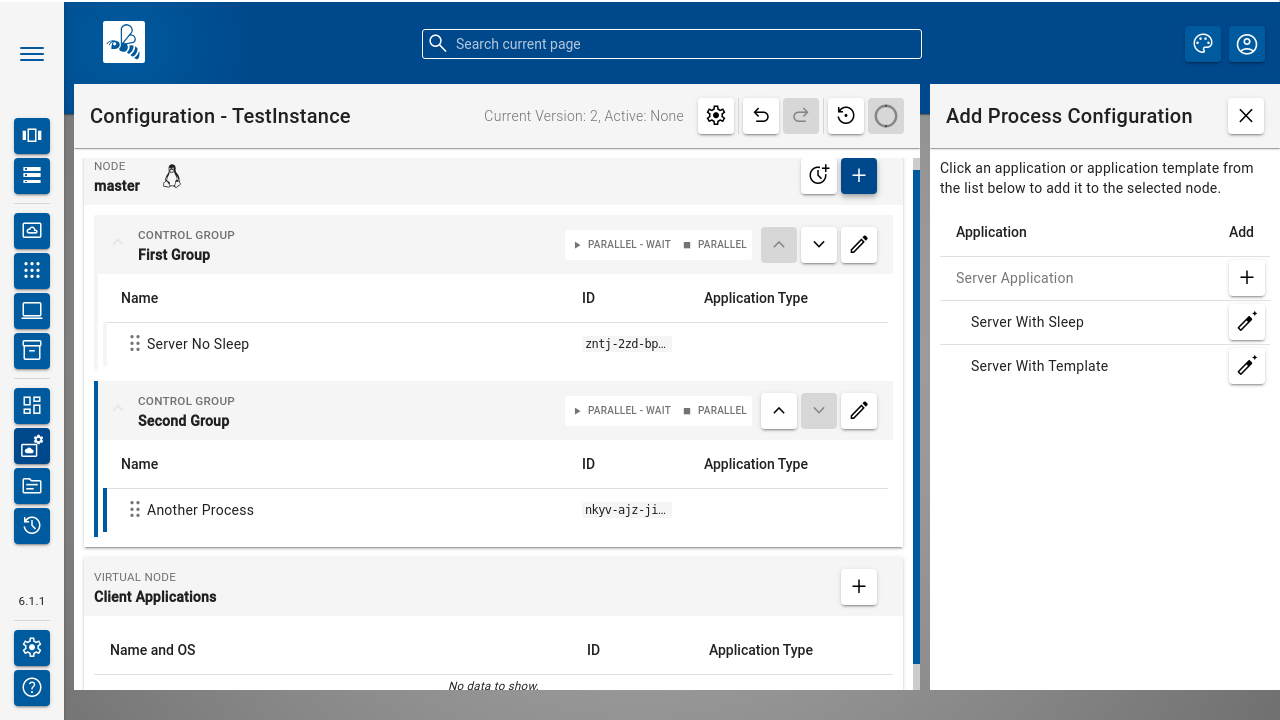 Search current page
Configuration - TestInstance
Current Version: 2, Active: None
NODE
master
CONTROL GROUP
First Group
PARALLEL - WAIT
PARALLEL
Name
ID
Application Type
Server No Sleep
zntj-2zd-bp…
CONTROL GROUP
Second Group
PARALLEL - WAIT
PARALLEL
Name
ID
Application Type
Another Process
nkyv-ajz-ji…
VIRTUAL NODE
Client Applications
Name and OS
ID
Application Type
No data to show.
6.1.1
Add Process Configuration
Click an application or application template from
the list below to add it to the selected node.
Application
Add
Server Application
Server With Sleep
Server With Template